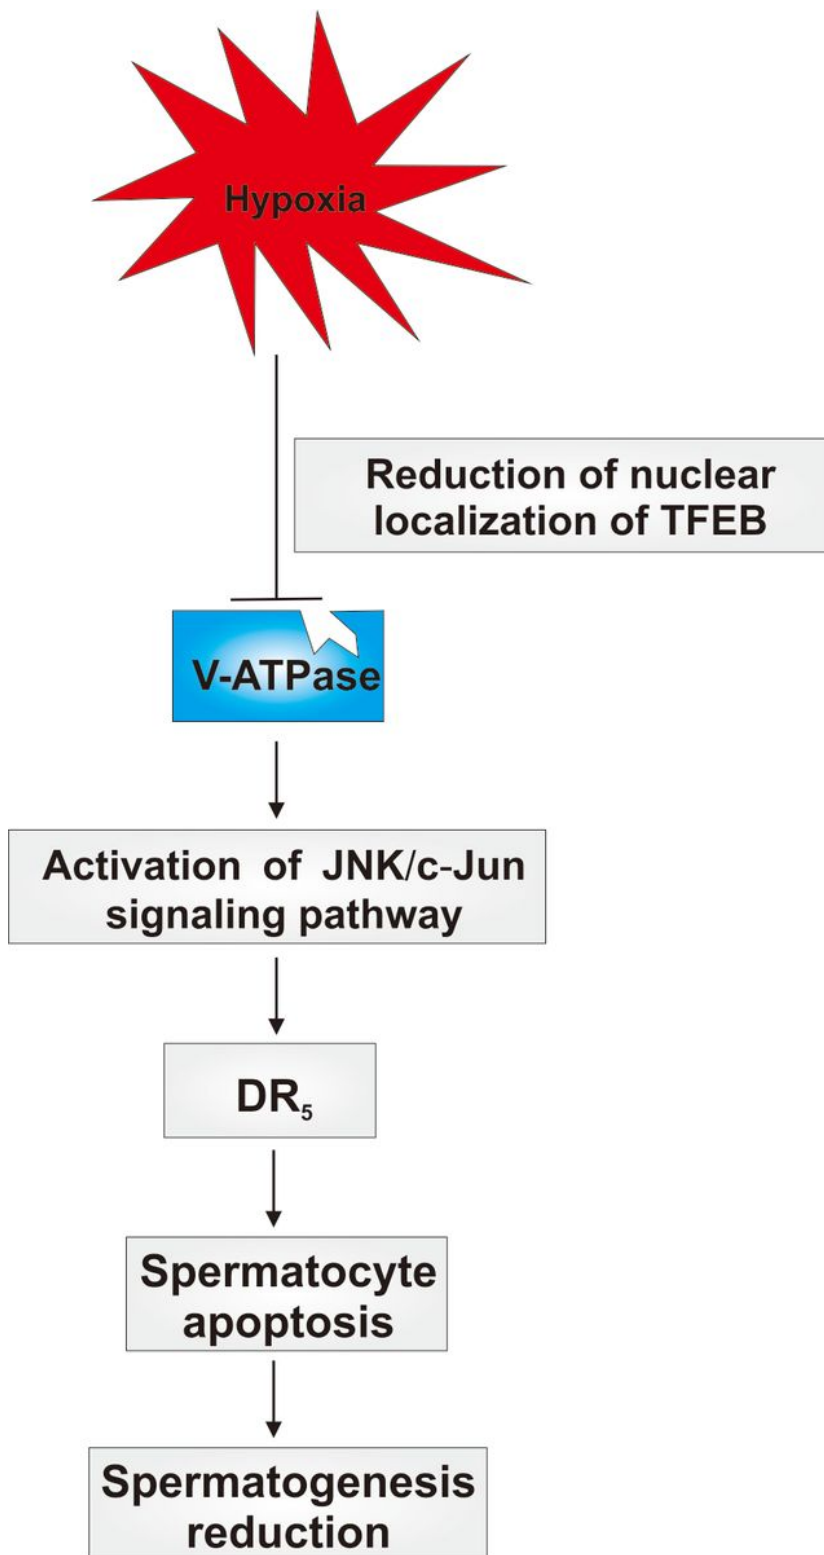 Hypoxia
Reduction of nuclear
localization of TFEB
V-ATPase
Activation of JNK/c-Jun
signaling pathway
DR₅
Spermatocyte
apoptosis
Spermatogenesis
reduction